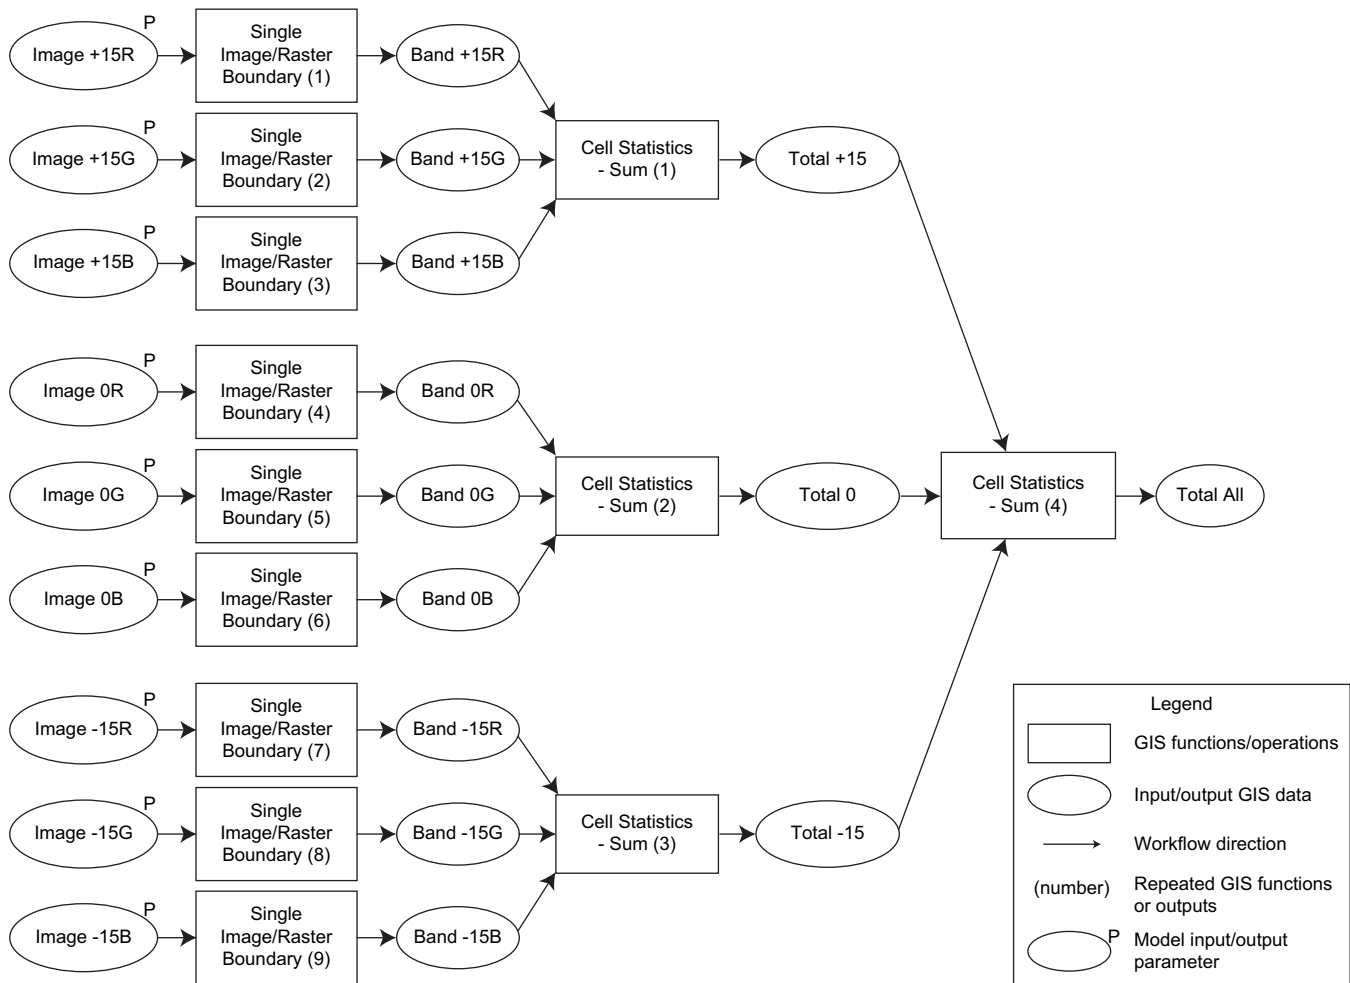 P
Image +15R
Single
Image/Raster
Boundary (1)
Band +15R
P
Image +15G
Single
Image/Raster
Boundary (2)
Band +15G
P
Image +15B
Single
Image/Raster
Boundary (3)
Band +15B
Cell Statistics
- Sum (1)
Total +15
P
Image 0R
Single
Image/Raster
Boundary (4)
Band 0R
P
Image 0G
Single
Image/Raster
Boundary (5)
Band 0G
P
Image 0B
Single
Image/Raster
Boundary (6)
Band 0B
Cell Statistics
- Sum (2)
Total 0
Cell Statistics
- Sum (4)
Total All
P
Image -15R
Single
Image/Raster
Boundary (7)
Band -15R
P
Image -15G
Single
Image/Raster
Boundary (8)
Band -15G
P
Image -15B
Single
Image/Raster
Boundary (9)
Band -15B
Cell Statistics
- Sum (3)
Total -15
Legend
GIS functions/operations
Input/output GIS data
Workflow direction
(number)
Repeated GIS functions
or outputs
P
Model input/output
parameter